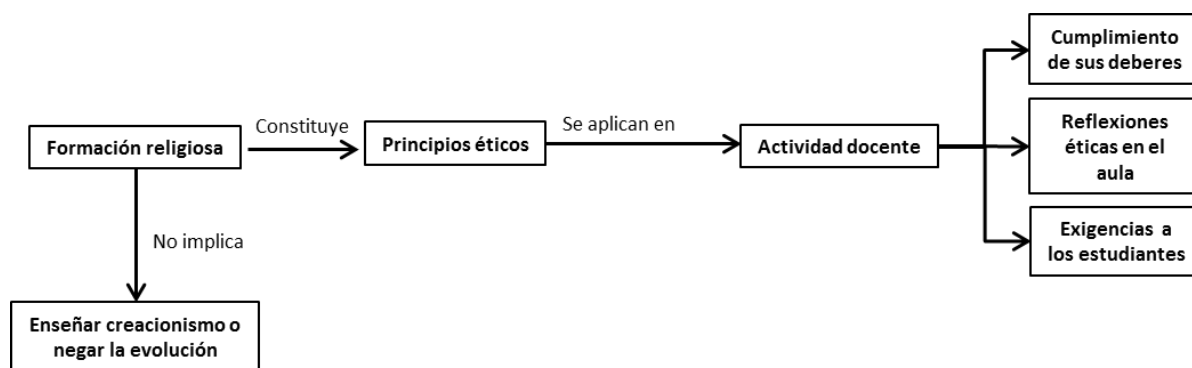 Cumplimiento
de sus deberes
Constituye
Se aplican en
Formación religiosa
Principios éticos
Actividad docente
Reflexiones
éticas en el
aula
No implica
Exigencias a
los estudiantes
Enseñar creacionismo o
negar la evolución